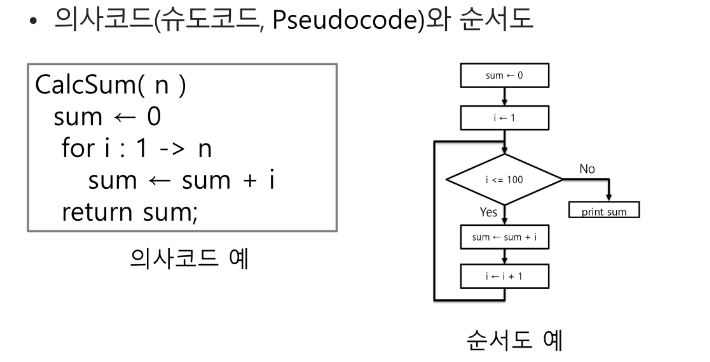 • 의사코드(슈도코드, Pseudocode)와 순서도
CalcSum( n )
sum ← 0
for i : 1 -> n
sum ← sum + i
return sum;
의사코드 예
sum ← 0
i ← 1
i <= 100
No
print sum
Yes
sum ← sum + i
i ← i + 1
순서도 예